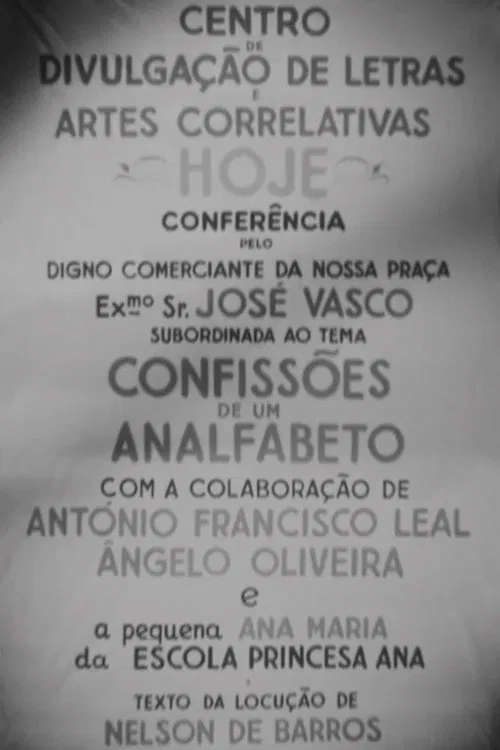 CENTRO
DE
DIVULGAÇÃO DE LETRAS
E
ARTES CORRELATIVAS
HOJE
CONFERÊNCIA
PELO
DIGNO COMERCIANTE DA NOSSA PRAÇA
Exmo Sr. JOSÉ VASCO
SUBORDINADA AO TEMA
CONFISSÕES
DE UM
ANALFABETO
COM A COLABORAÇÃO DE
ANTÓNIO FRANCISCO LEAL
ÂNGELO OLIVEIRA
e
a pequena ANA MARIA
da ESCOLA PRINCESA ANA
TEXTO DA LOCUÇÃO DE
NELSON DE BARROS